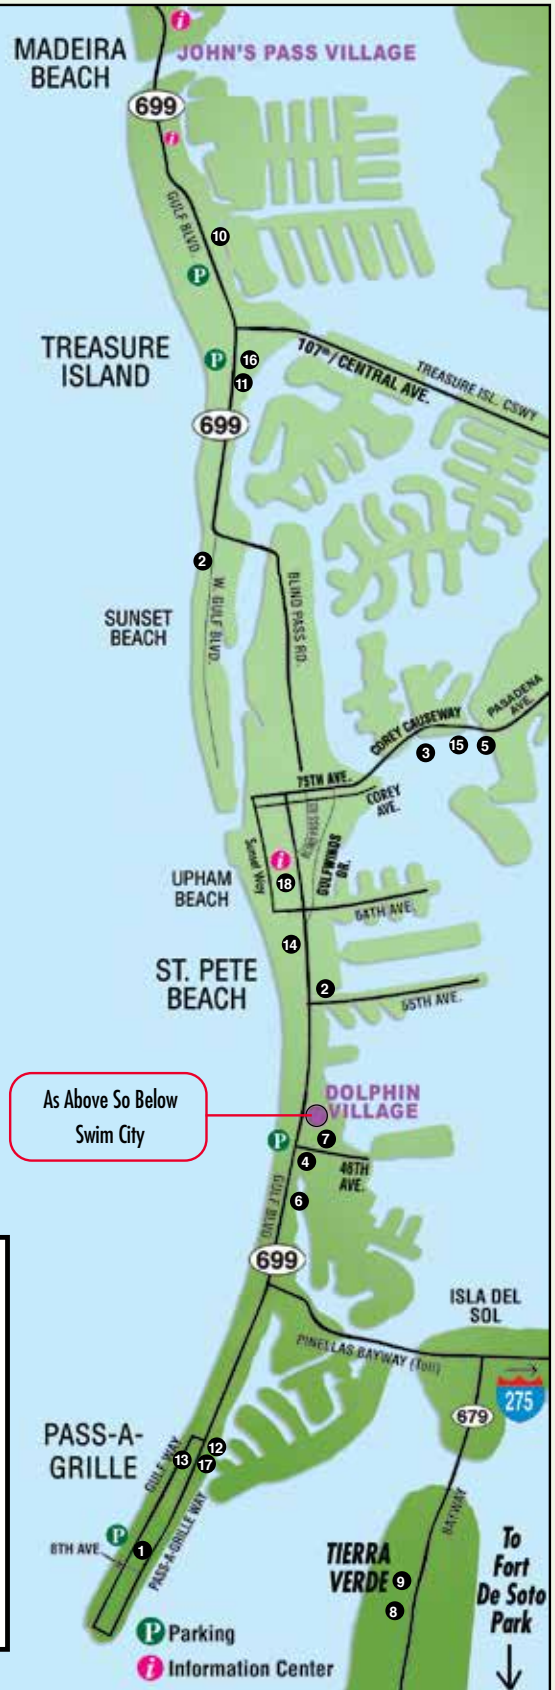 MADEIRA
BEACH
i
JOHN'S PASS VILLAGE
699
i
GULF BLVD.
10
P
TREASURE
ISLAND
P
16
11
107th / CENTRAL AVE.
TREASURE ISL. CSWY
699
2
SUNSET
BEACH
W. GULF BLVD.
BLIND PASS RD.
COREY CAUSEWAY
PASADENA
AVE.
3
15
5
75TH AVE.
COREY
AVE.
Sunset Way
GULFWINDS
DR.
i
18
UPHAM
BEACH
64TH AVE.
14
ST. PETE
BEACH
2
55TH AVE.
As Above So Below
Swim City
DOLPHIN
VILLAGE
P
7
4
46TH
AVE.
6
GULF BLVD
699
ISLA DEL
SOL
PINELLAS BAYWAY (Toll)
275
679
BAYWAY
PASS-A-
GRILLE
GULF WAY
12
13
17
P
8TH AVE
1
PASS-A-GRILLE WAY
TIERRA
VERDE
9
8
To
Fort
De Soto
Park
P Parking
i Information Center